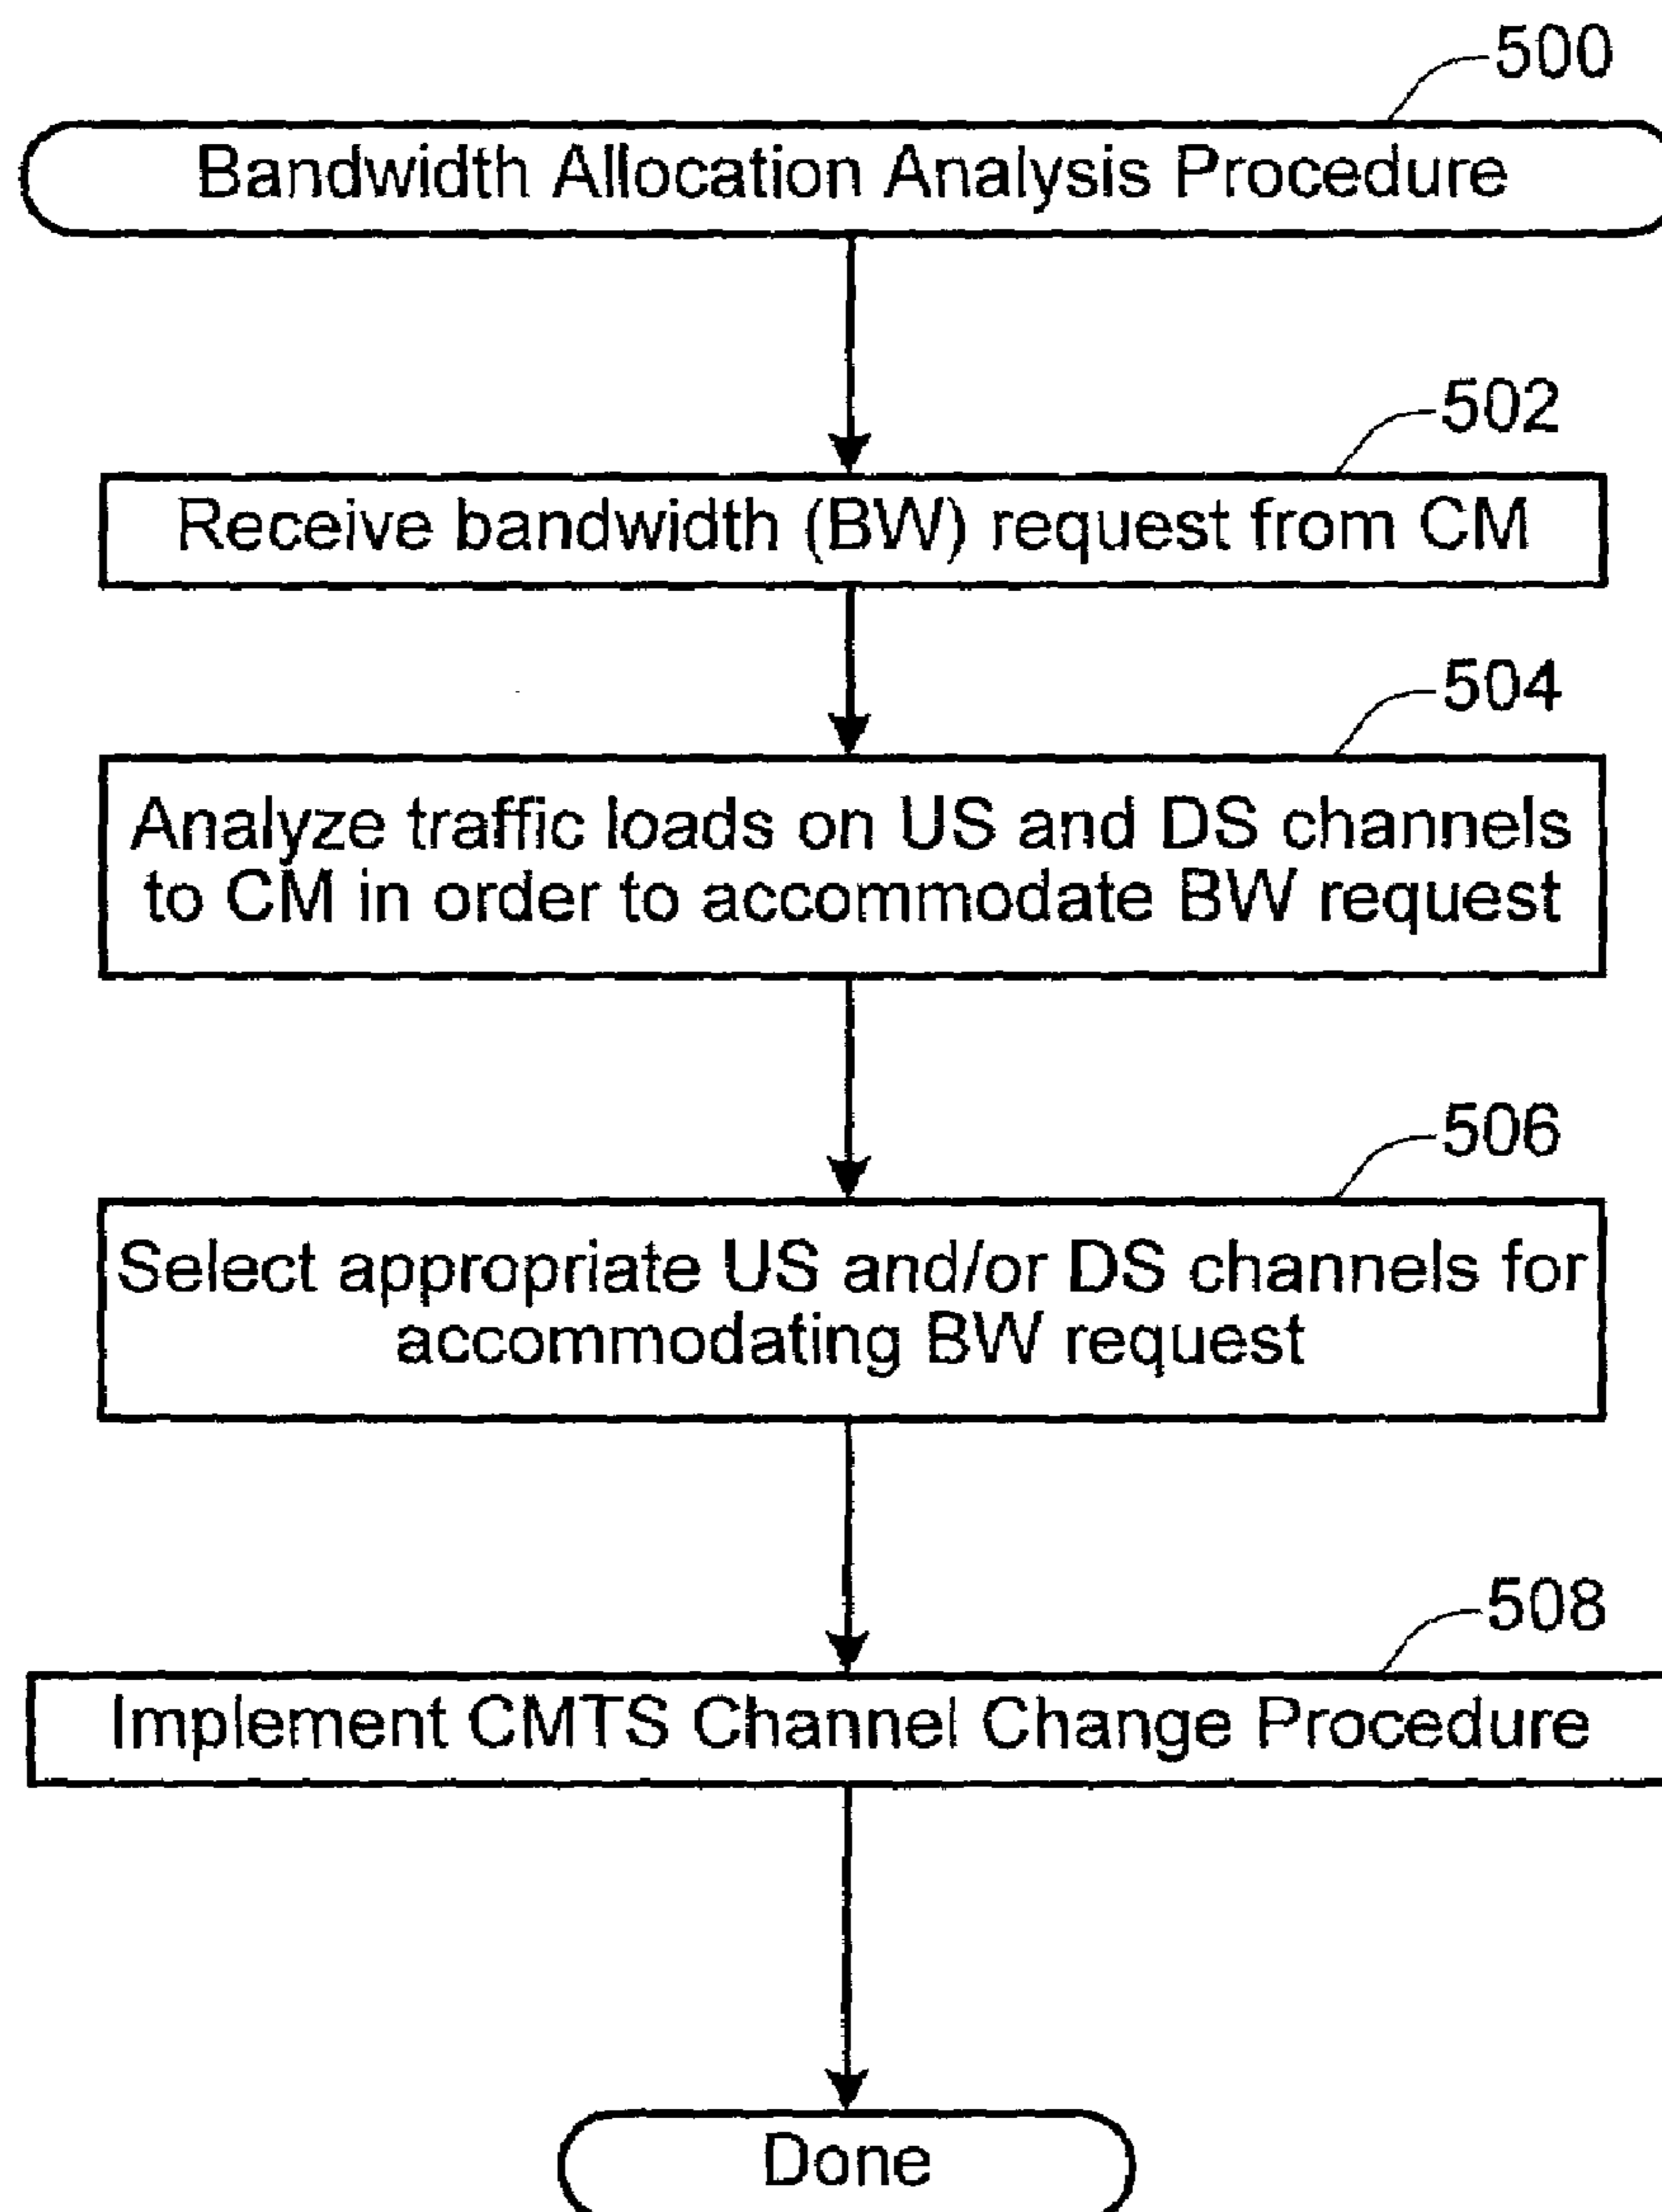 500
Bandwidth Allocation Analysis Procedure
502
Receive bandwidth (BW) request from CM
504
Analyze traffic loads on US and DS channels
to CM in order to accommodate BW request
506
Select appropriate US and/or DS channels for
accommodating BW request
508
Implement CMTS Channel Change Procedure
Done